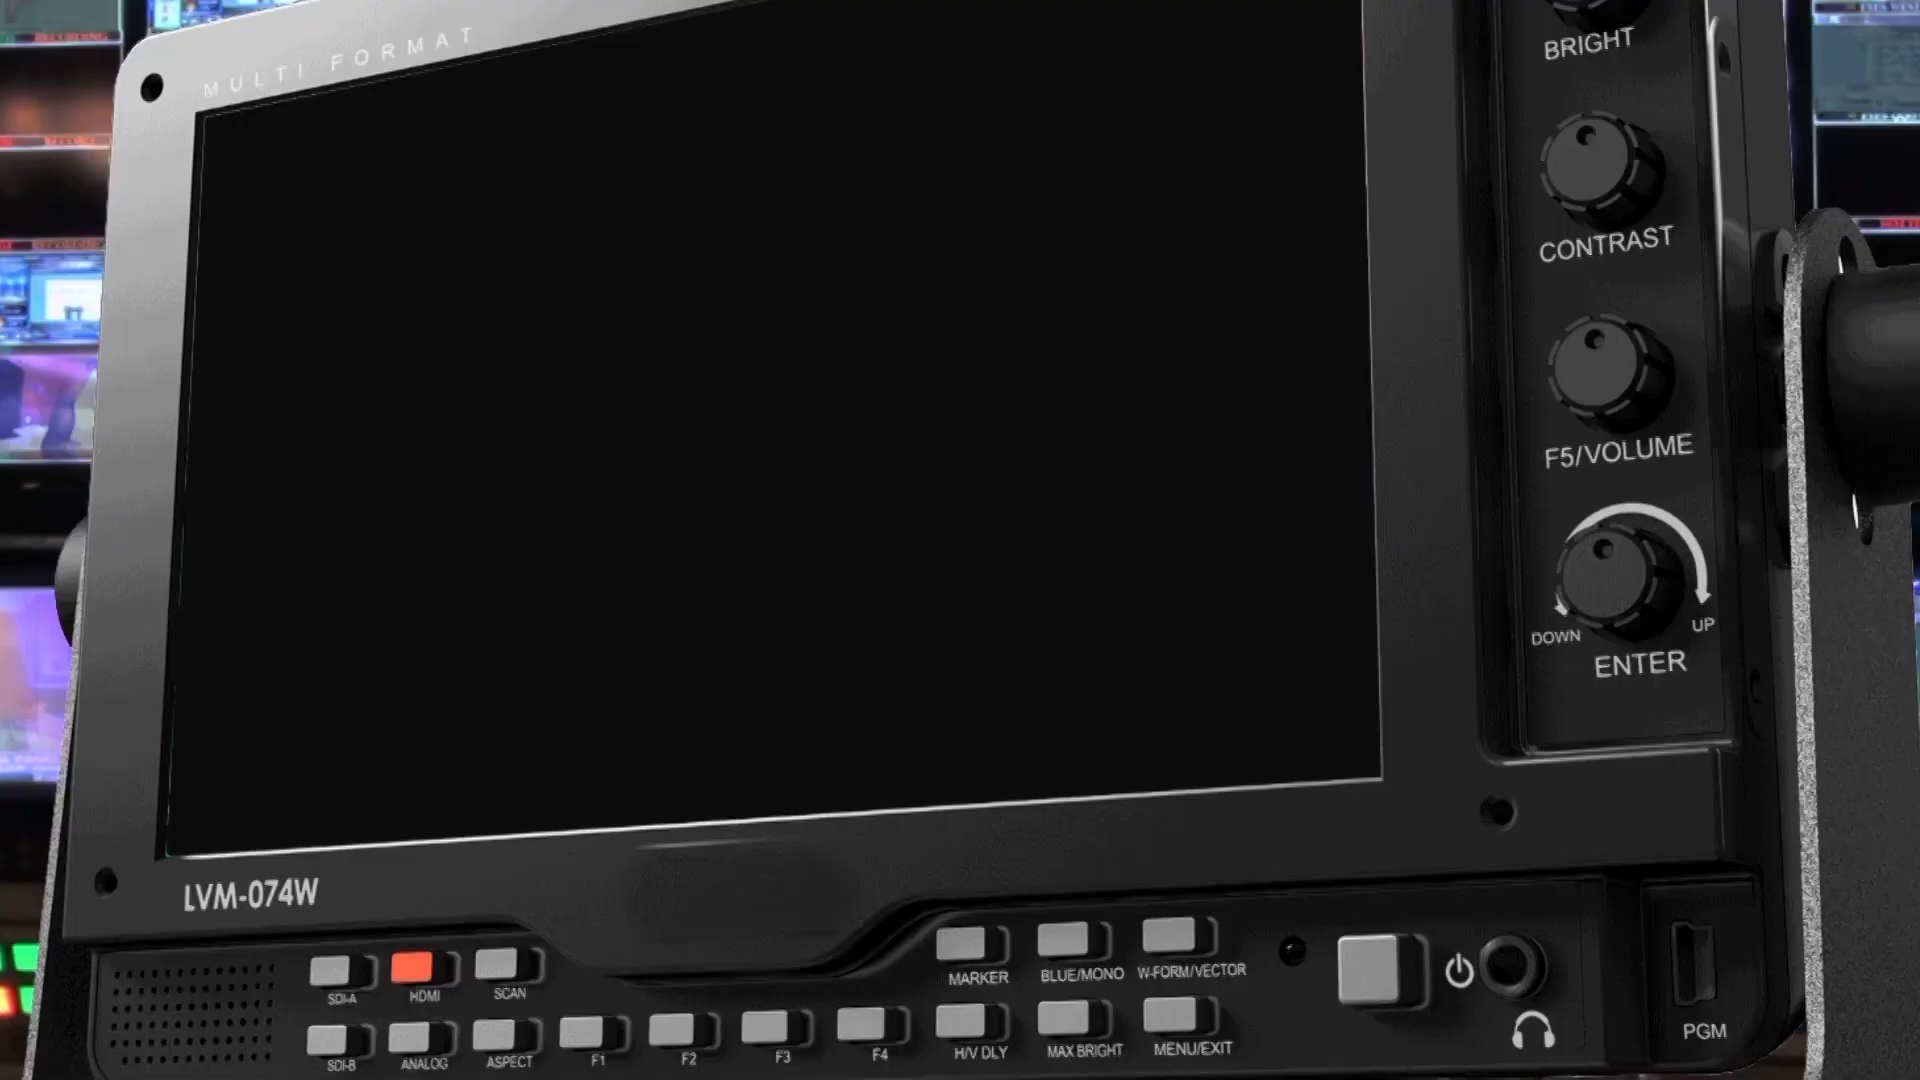 MULTI FORMAT
BRIGHT
CONTRAST
F5/VOLUME
DOWN
UP
ENTER
LVM-074W
MARKER
BLUE/MONO
W-FORM/VECTOR
SDI-A
HDMI
SCAN
SDI-B
ANALOG
ASPECT
F1
F2
F3
F4
H/V DLY
MAX BRIGHT
MENU/EXIT
PGM